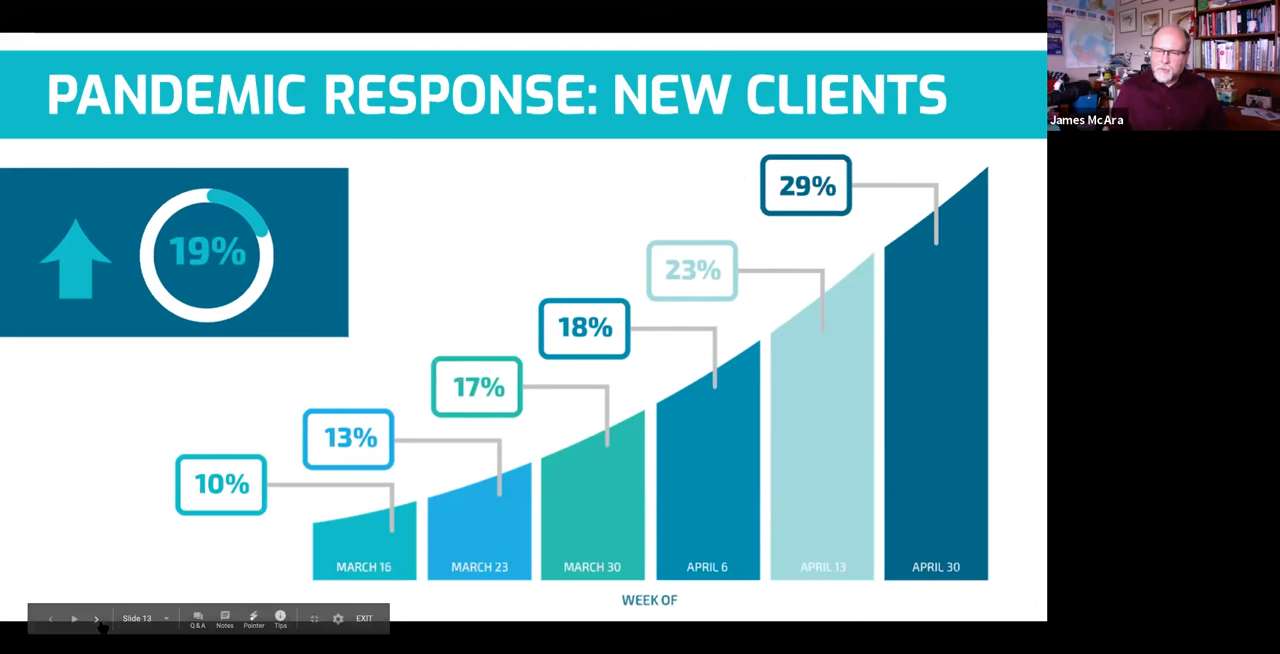 PANDEMIC RESPONSE: NEW CLIENTS
James McAra
19%
29%
23%
18%
17%
13%
10%
MARCH 16
MARCH 23
MARCH 30
APRIL 6
APRIL 13
APRIL 30
WEEK OF
Slide 13
Q&A
Notes
Pointer
Tips
EXIT